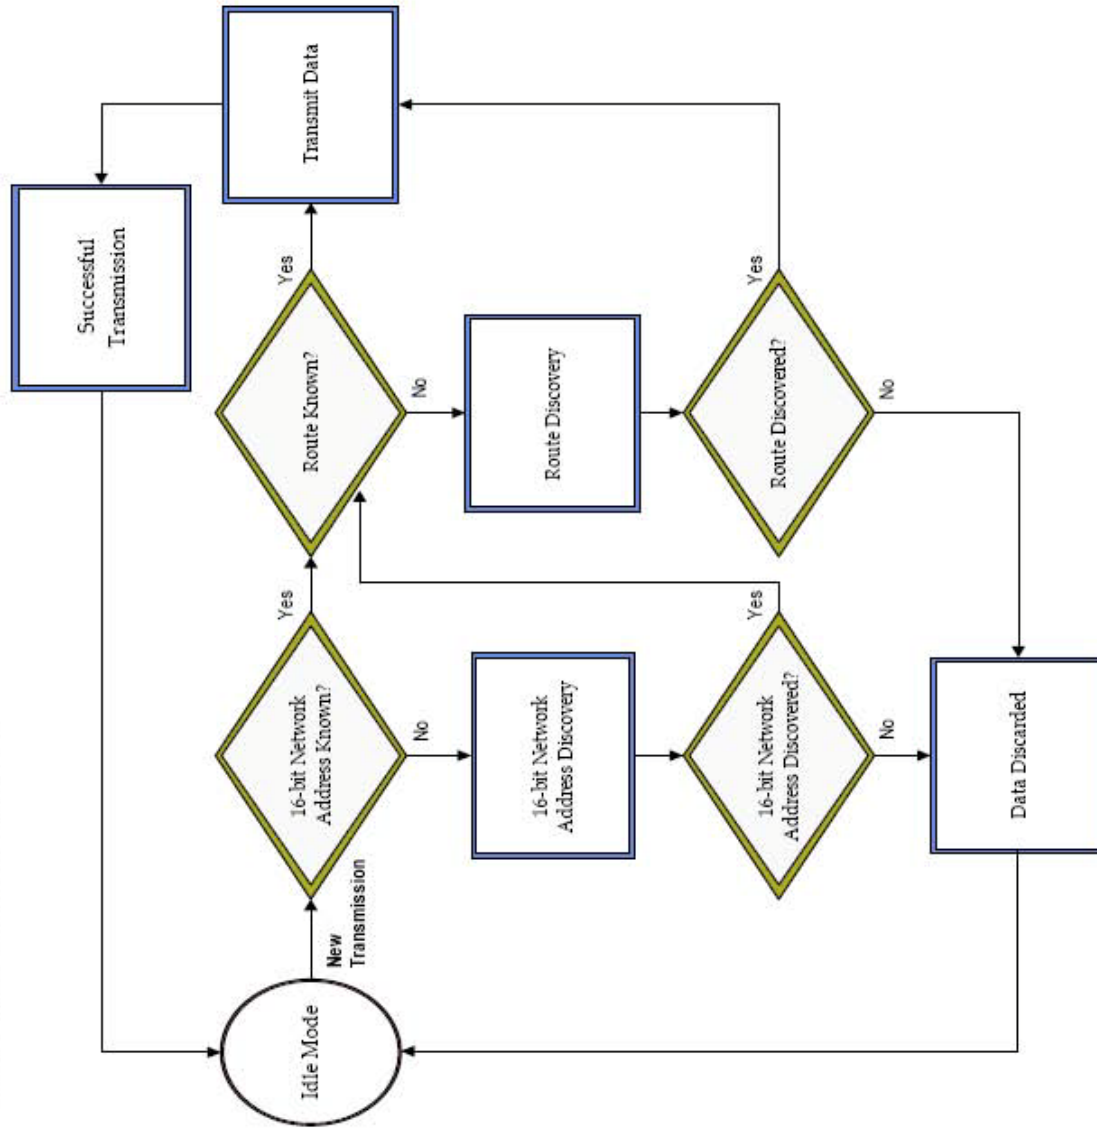 Successful
Transmission
Idle Mode
New
Transmission
16-bit Network
Address Known?
Yes
Route Known?
Yes
Transmit Data
No
No
16-bit Network
Address Discovery
Route Discovery
16-bit Network
Address Discovered?
Yes
Route Discovered?
Yes
No
No
Data Discarded